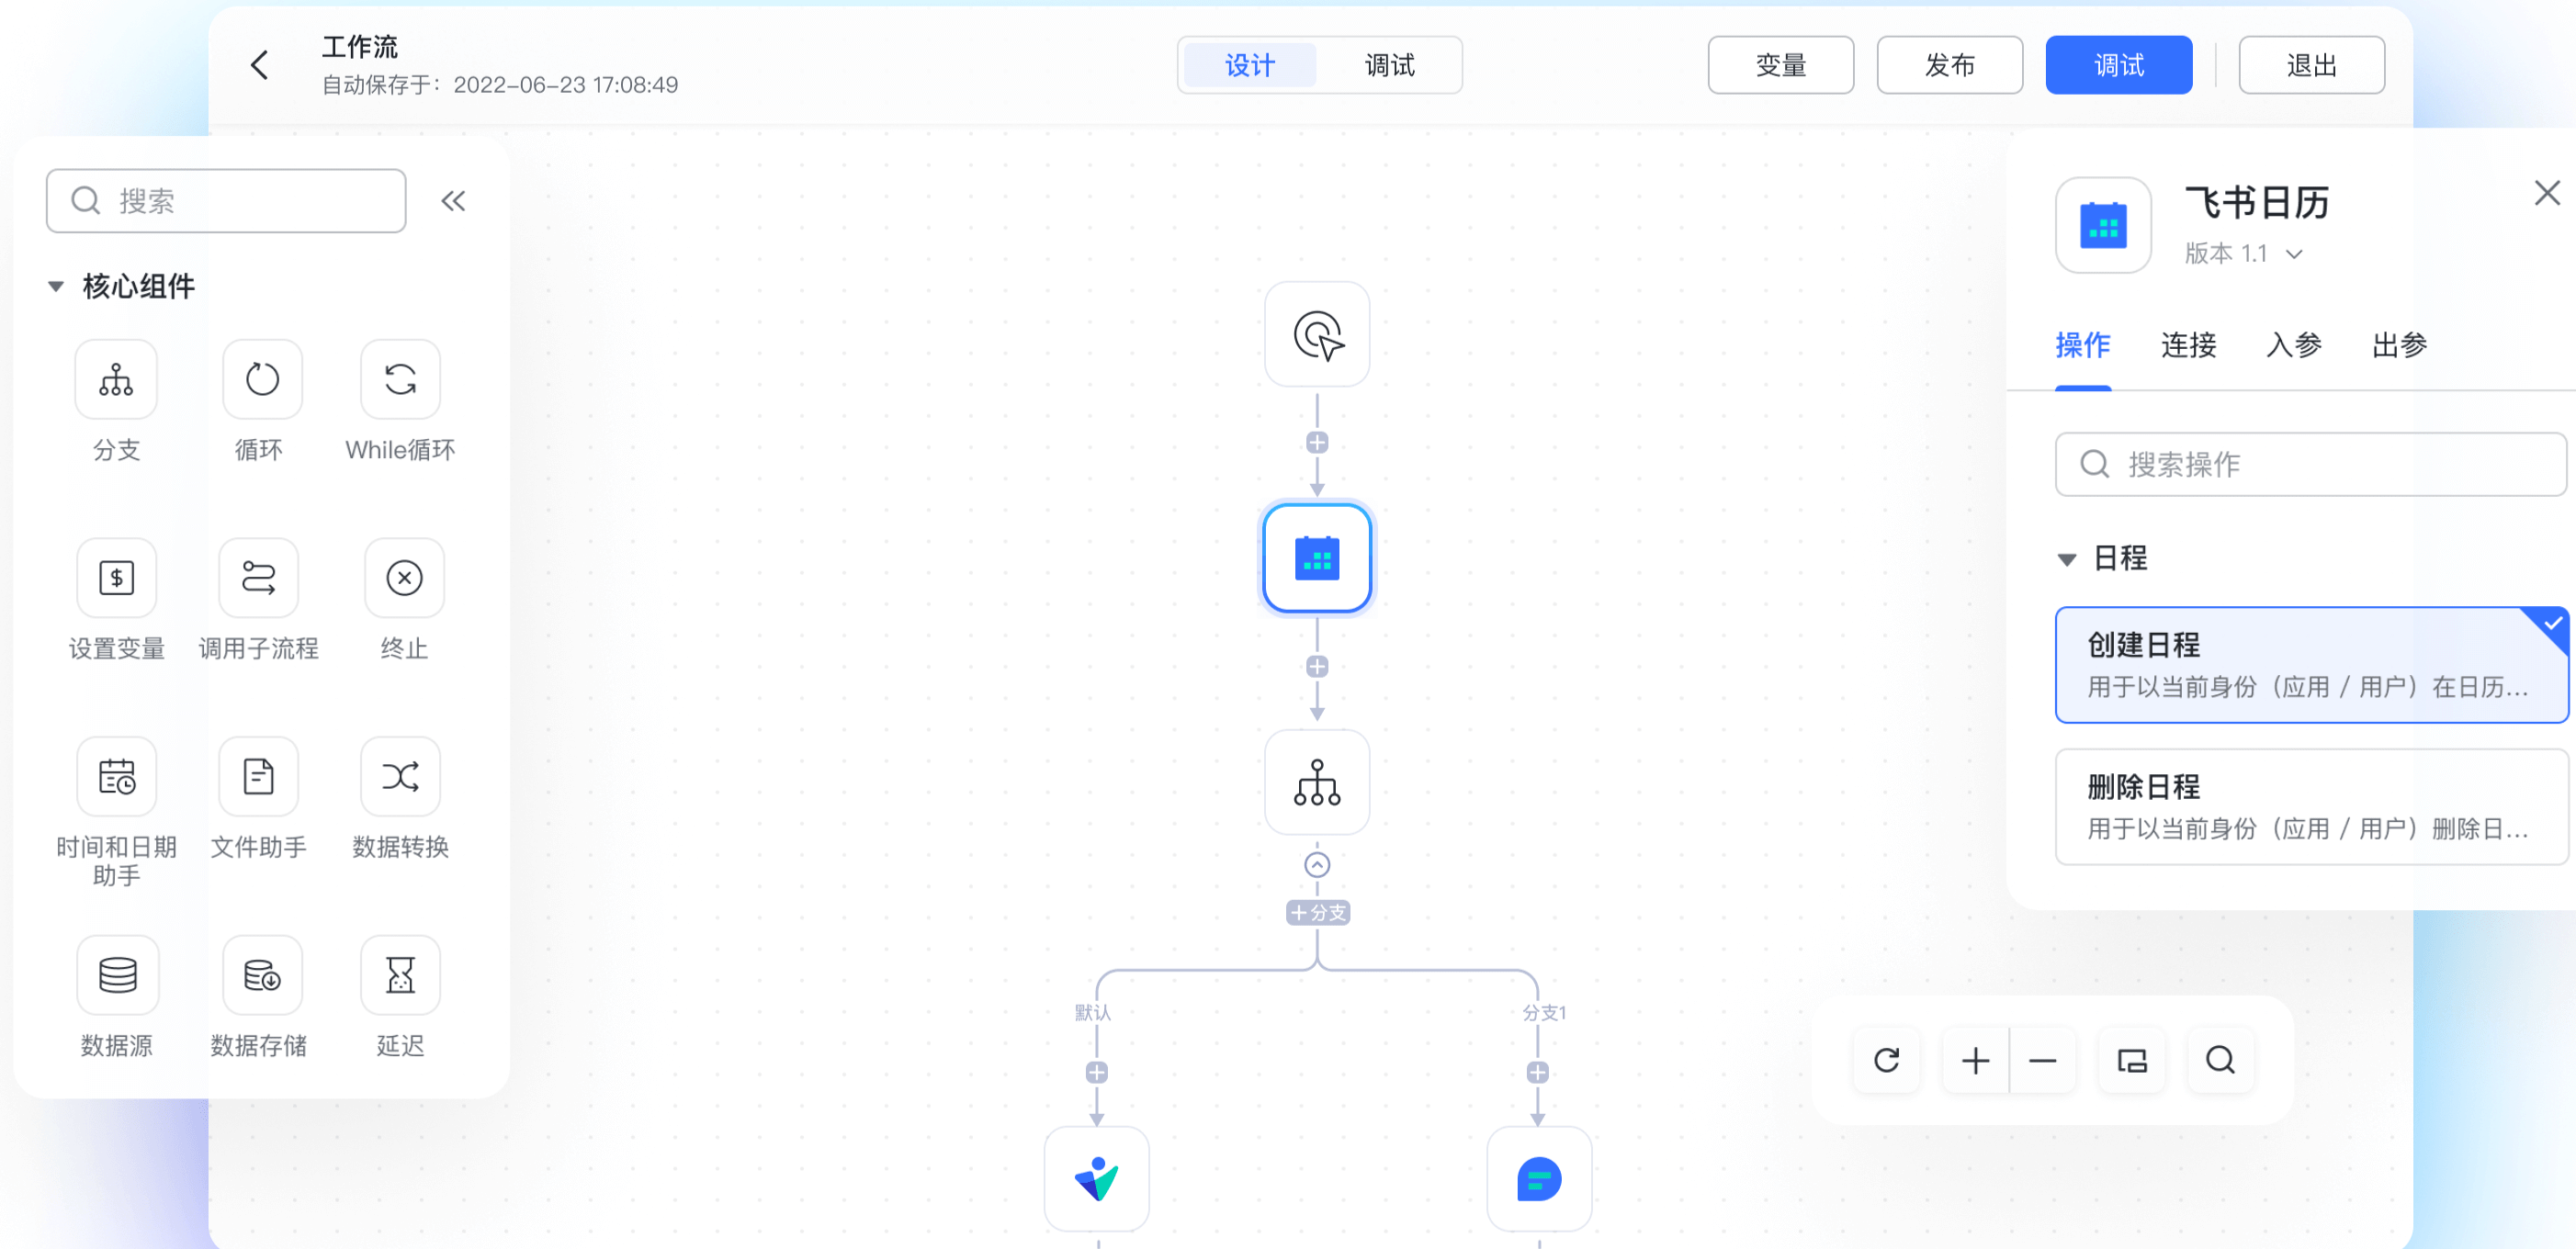 工作流
自动保存于：2022-06-23 17:08:49
设计
调试
变量
发布
调试
退出
搜索
核心组件
分支
循环
While循环
设置变量
调用子流程
终止
时间和日期
助手
文件助手
数据转换
数据源
数据存储
延迟
分支
默认
分支1
飞书日历
版本 1.1
操作
连接
入参
出参
搜索操作
日程
创建日程
用于以当前身份（应用 / 用户）在日历...
删除日程
用于以当前身份（应用 / 用户）删除日...